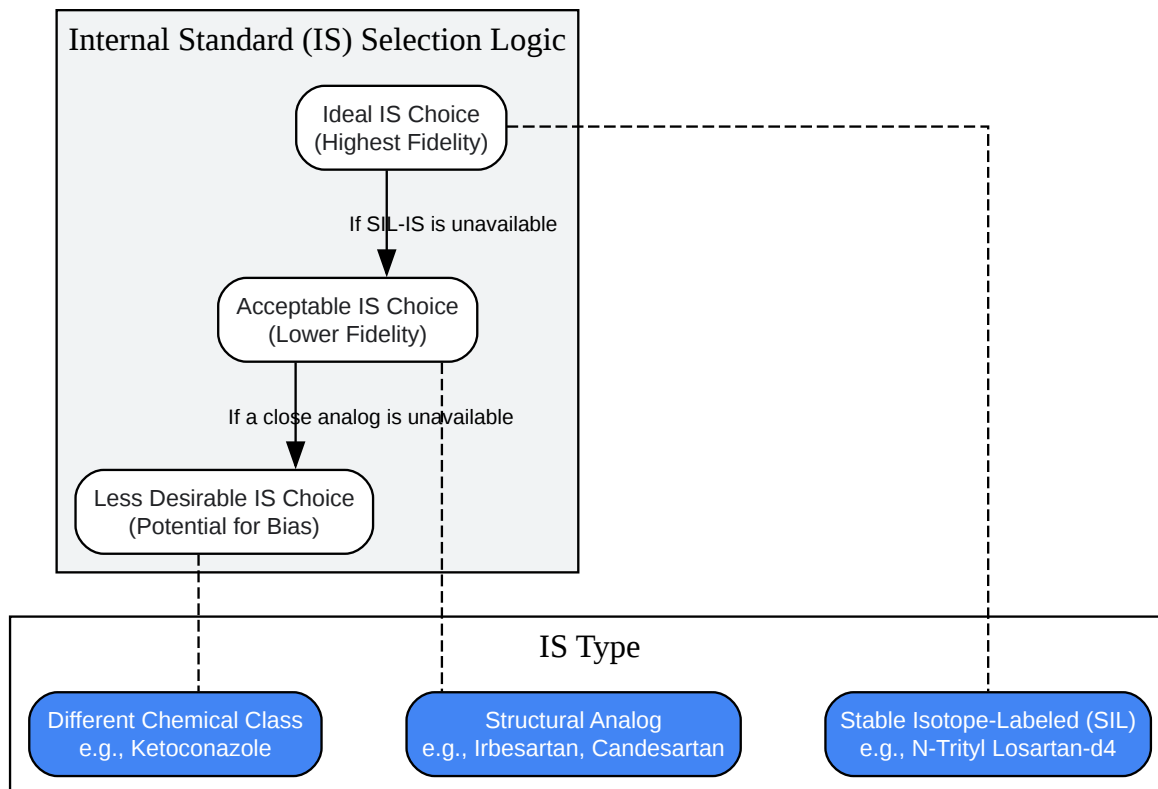 Internal Standard (IS) Selection Logic
Ideal IS Choice
(Highest Fidelity)
If SIL-IS is unavailable
Acceptable IS Choice
(Lower Fidelity)
If a close analog is unavailable
Less Desirable IS Choice
(Potential for Bias)
IS Type
Different Chemical Class
e.g., Ketoconazole
Structural Analog
e.g., Irbesartan, Candesartan
Stable Isotope-Labeled (SIL)
e.g., N-Trityl Losartan-d4